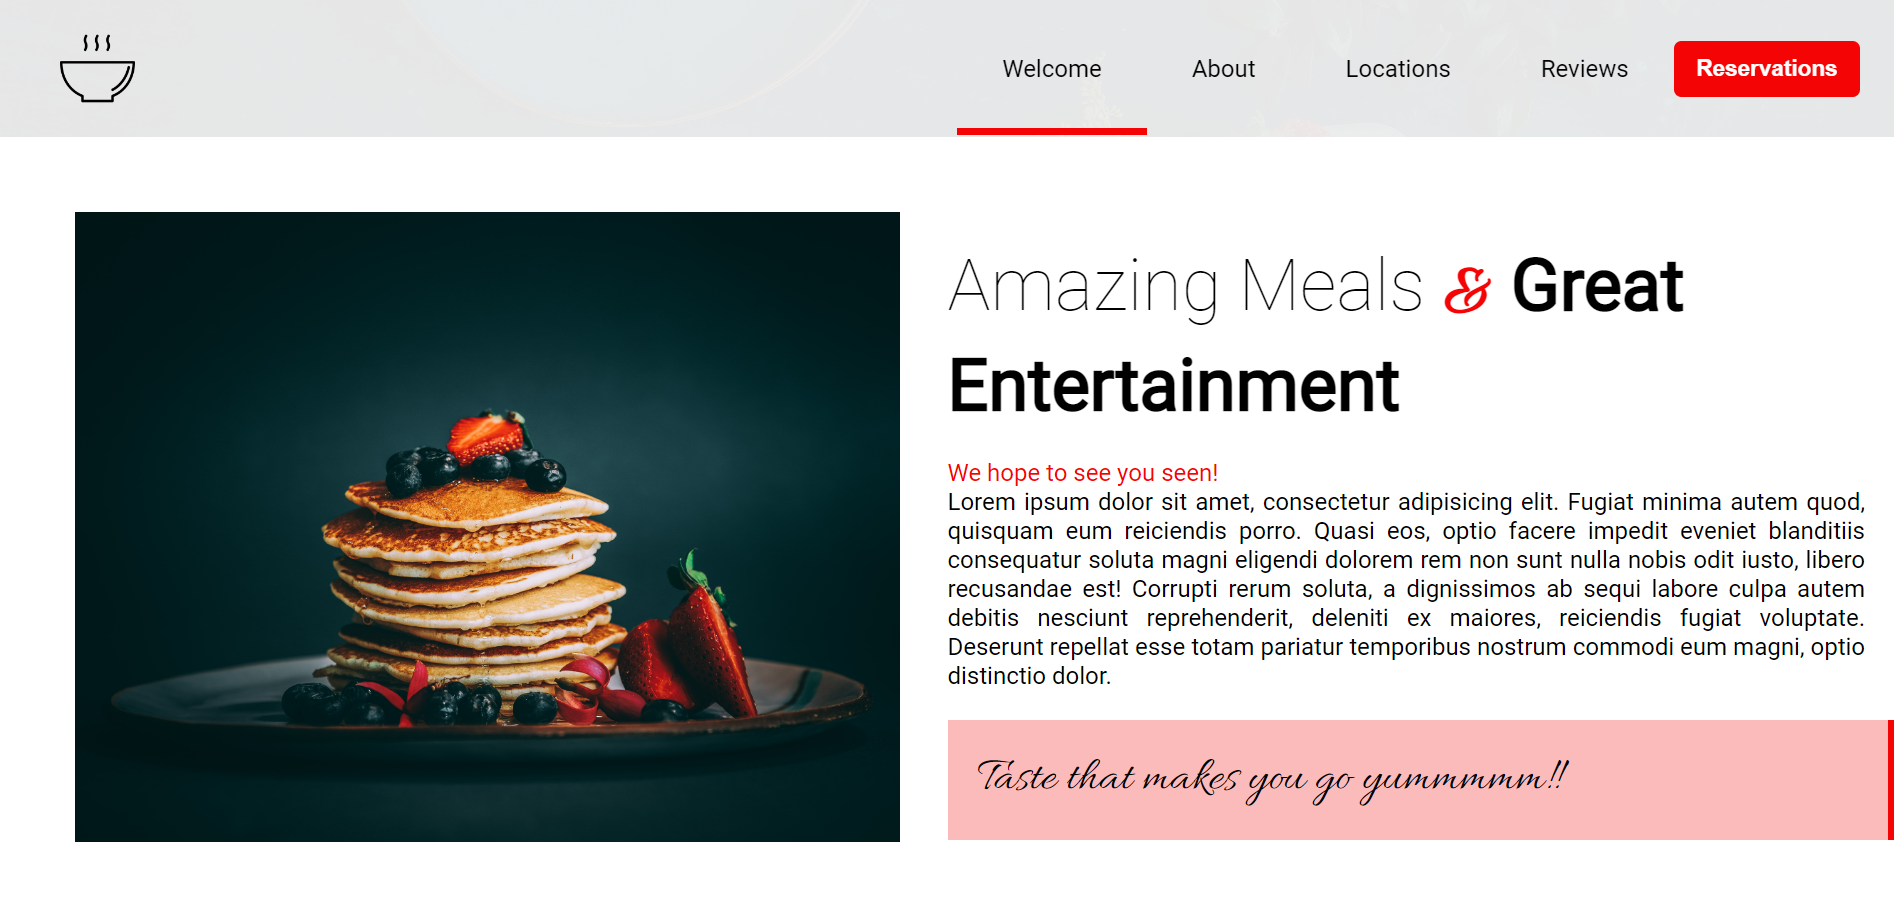 Welcome About Locations Reviews Reservations
Amazing Meals & Great
Entertainment
We hope to see you seen!
Lorem ipsum dolor sit amet, consectetur adipisicing elit. Fugiat minima autem quod,
quisquam eum reiciendis porro. Quasi eos, optio facere impedit eveniet blanditiis
consequatur soluta magni eligendi dolorem rem non sunt nulla nobis odit iusto, libero
recusandae est! Corrupti rerum soluta, a dignissimos ab sequi labore culpa autem
debitis nesciunt reprehenderit, deleniti ex maiores, reiciendis fugiat voluptate.
Deserunt repellat esse totam pariatur temporibus nostrum commodi eum magni, optio
distinctio dolor.
Taste that makes you go yummmmm!!